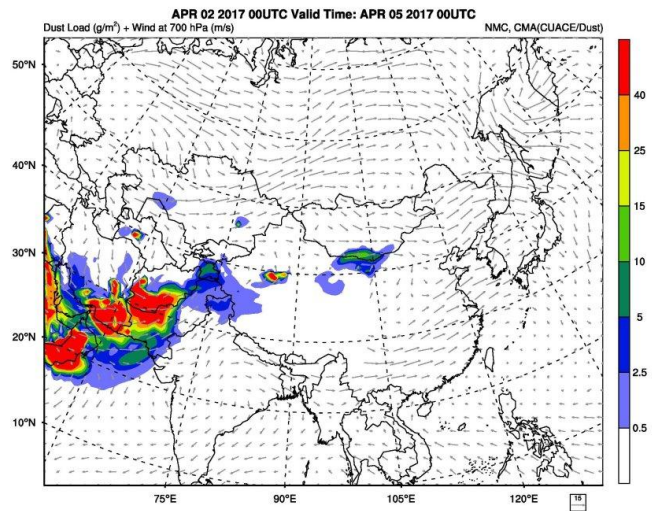 APR 02 2017 00UTC Valid Time: APR 05 2017 00UTC
Dust Load (g/m²) + Wind at 700 hPa (m/s)
NMC, CMA(CUACE/Dust)
50°N
40°N
30°N
20°N
10°N
75°E
90°E
105°E
120°E
15
40
25
15
10
5
2.5
0.5